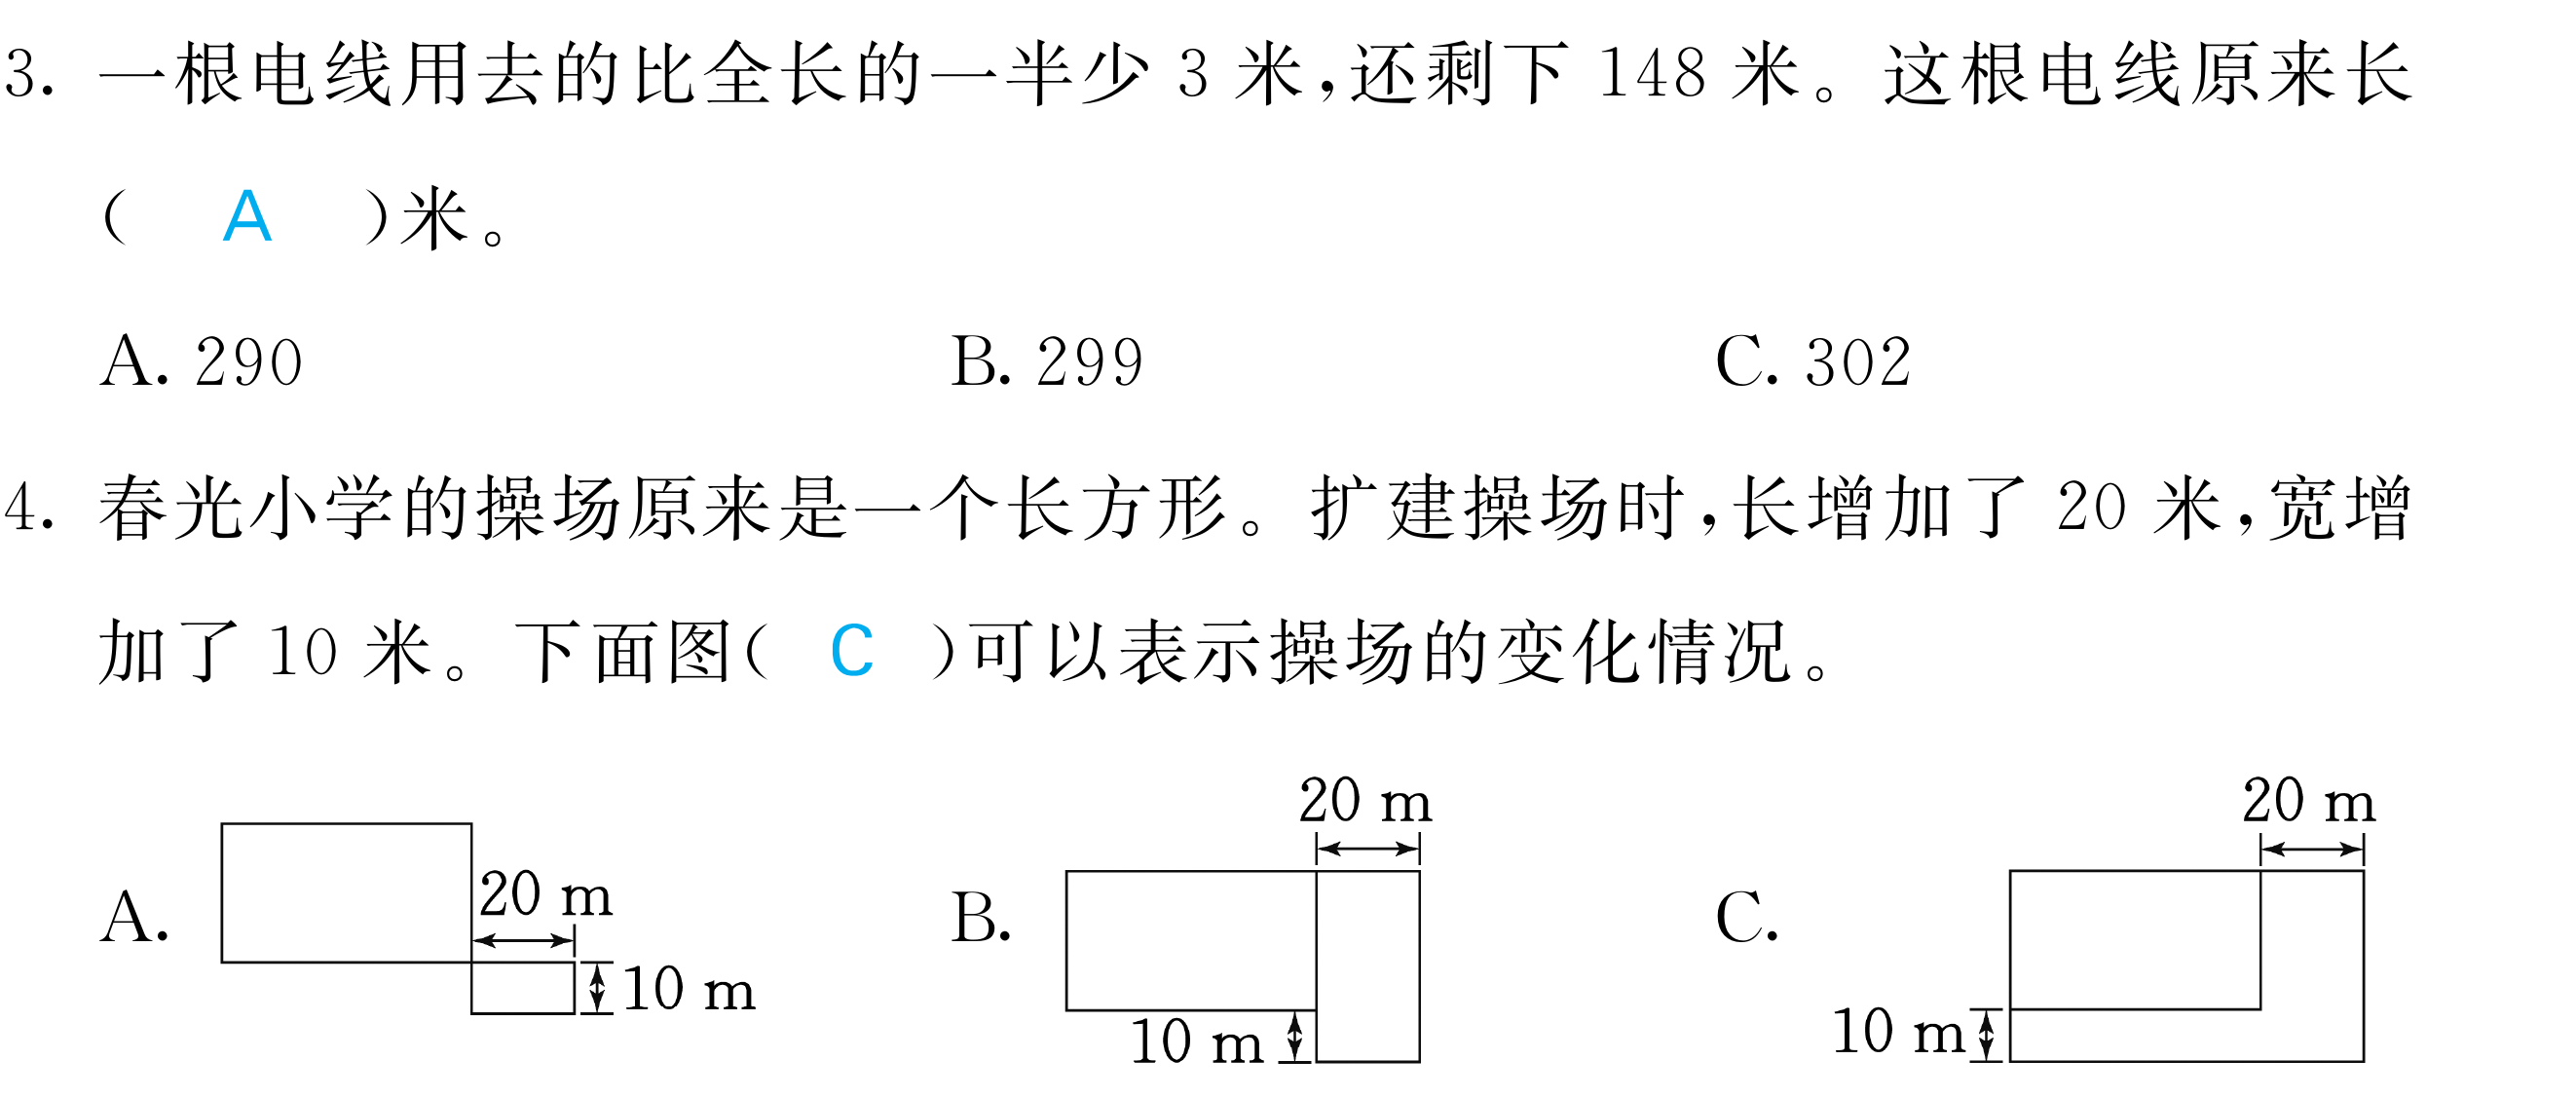 3. 一根电线用去的比全长的一半少 3 米,还剩下 148 米。这根电线原来长
( A )米。
A. 290 B. 299 C. 302
4. 春光小学的操场原来是一个长方形。扩建操场时,长增加了 20 米,宽增
加了 10 米。下面图( C )可以表示操场的变化情况。
A. 20 m 10 m
B. 20 m 10 m
C. 20 m 10 m